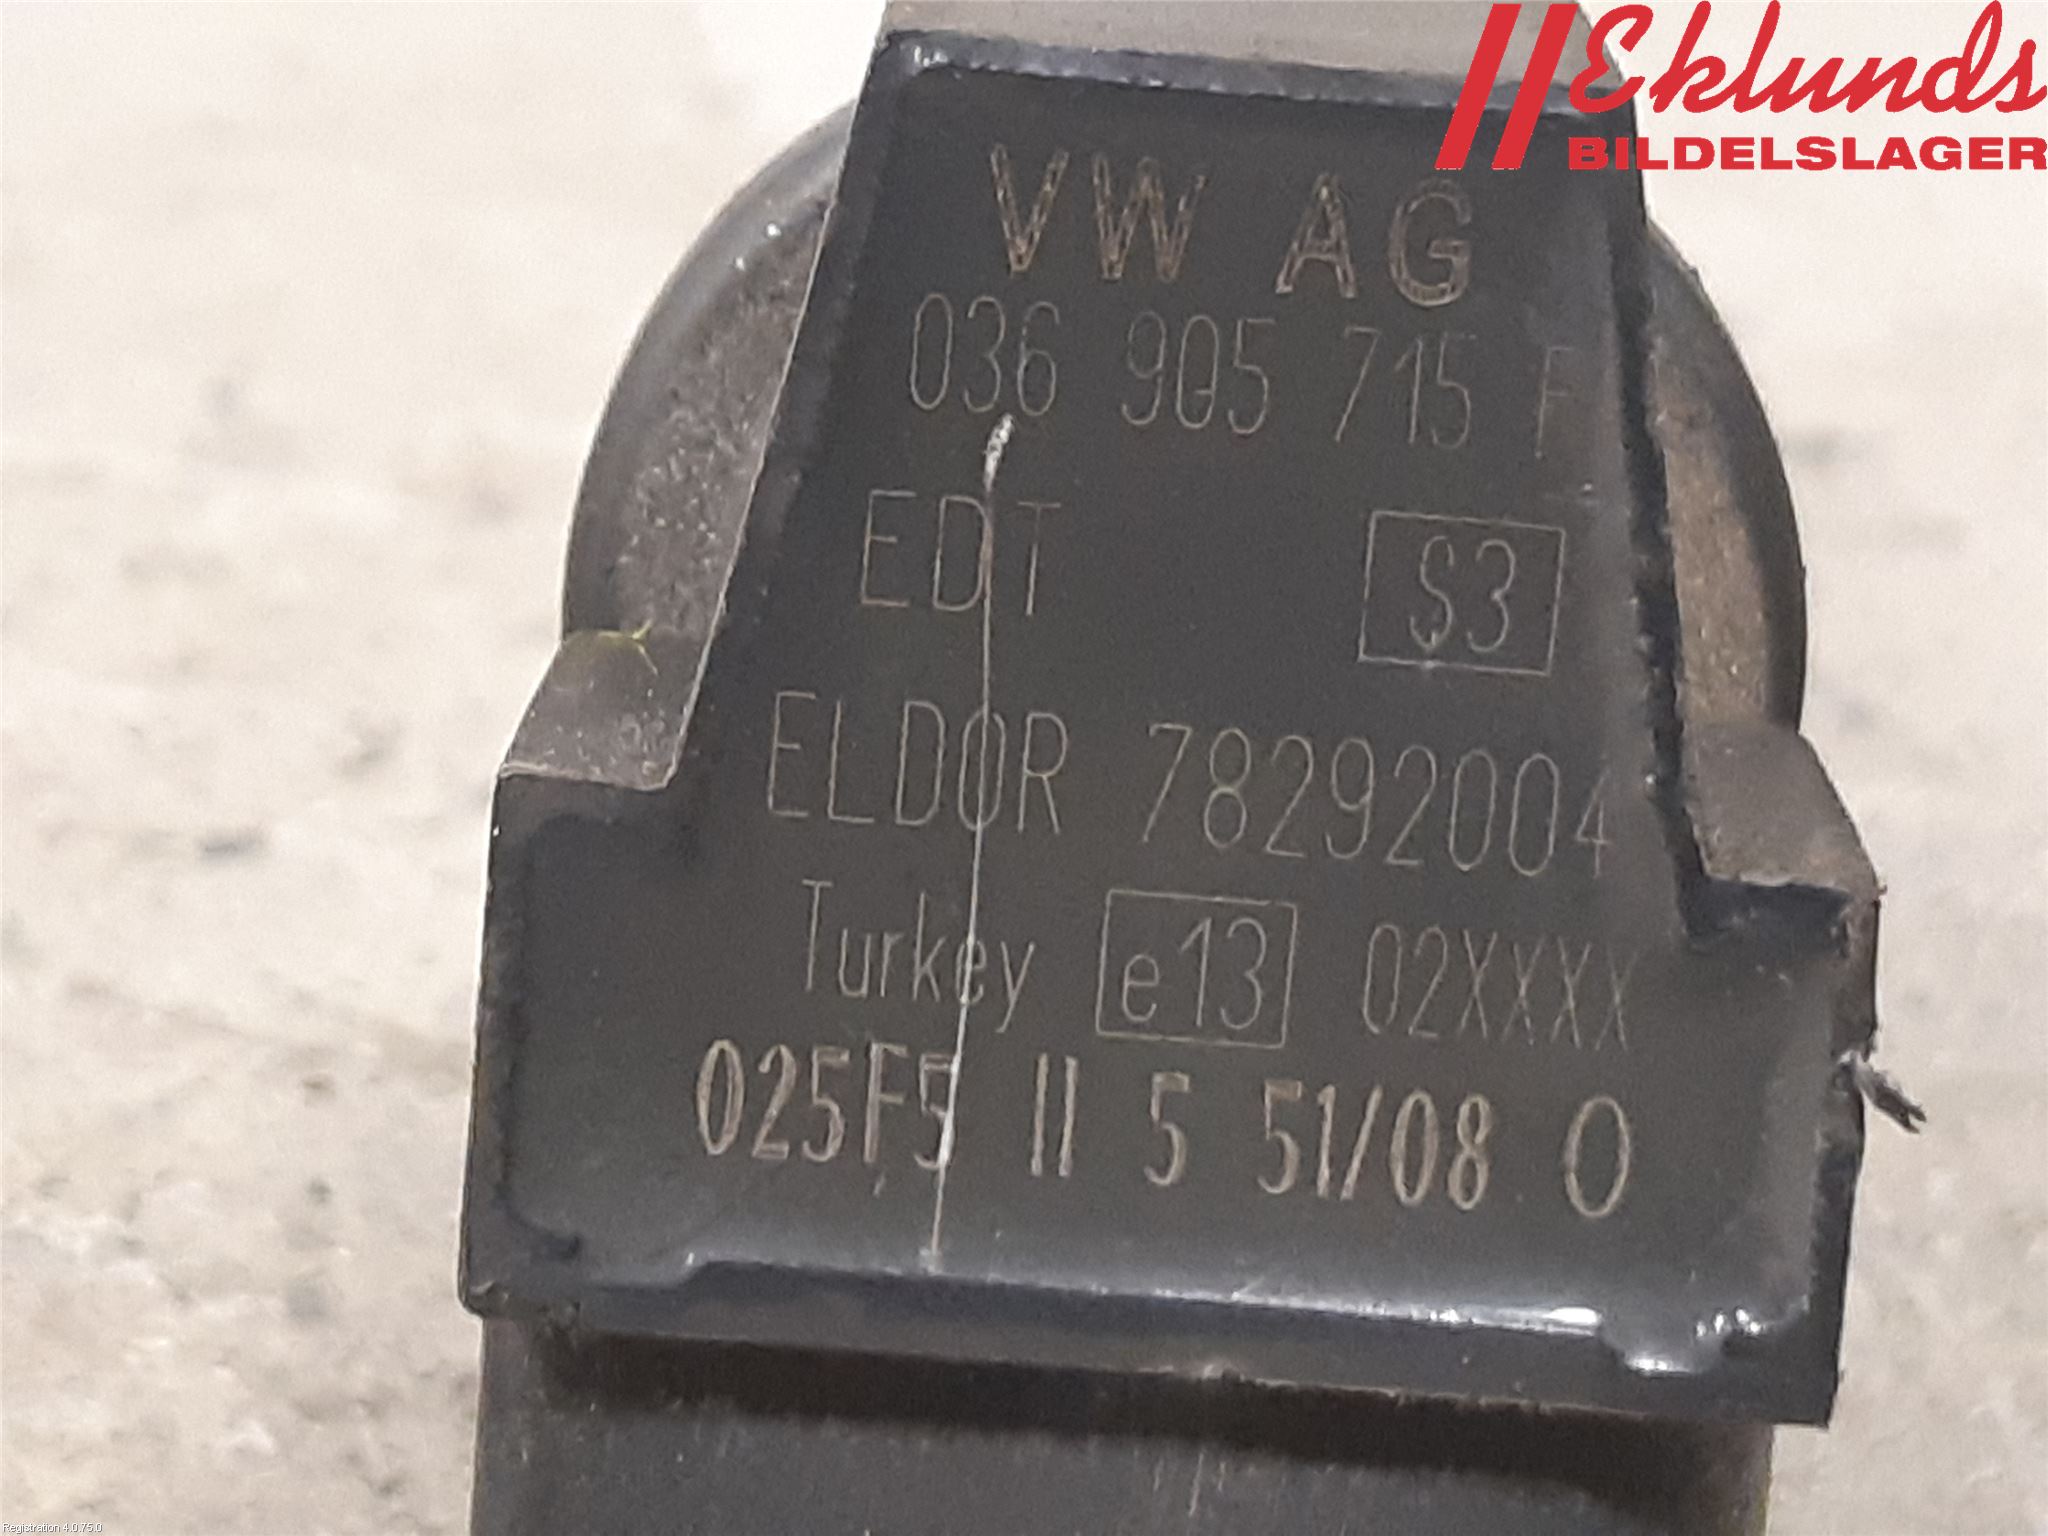 Eklunds
BILDELSLAGER
VW AG
036 905 715 F
EDT S3
ELDOR 78292004
Turkey e13 02XXXX
025F5 II 5 51/08 O
Registration 4.0.75.0